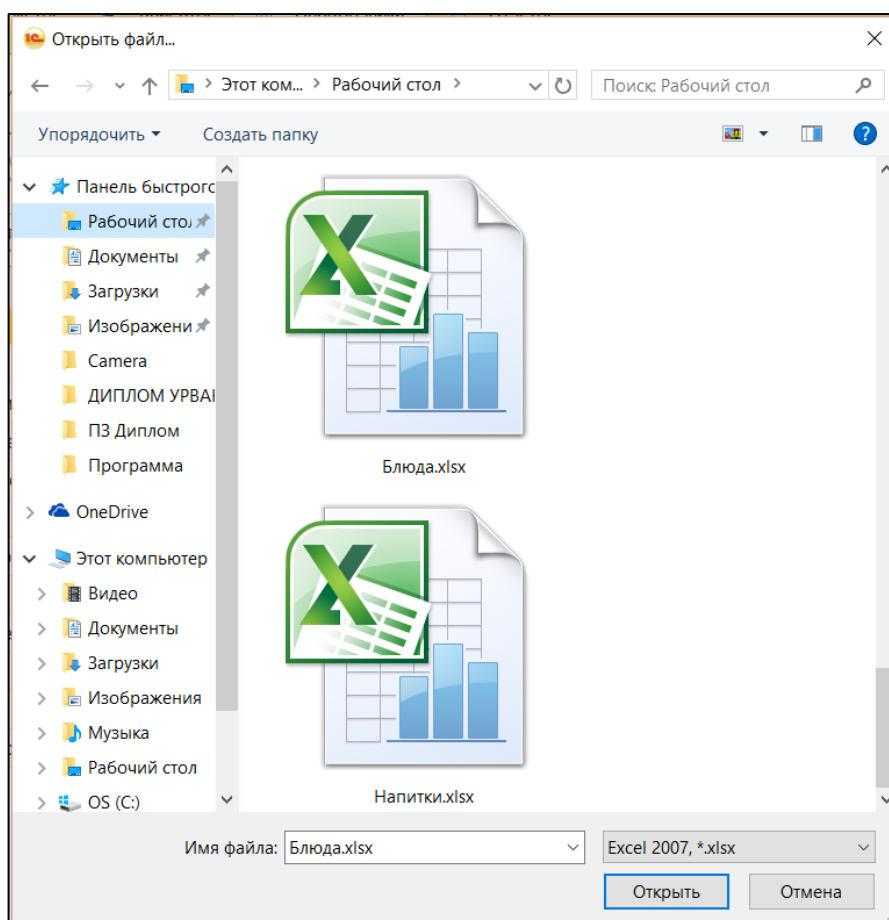 1С Открыть файл...
Этот ком... Рабочий стол
Поиск: Рабочий стол
Упорядочить
Создать папку
?
Панель быстрого
Рабочий стол
Документы
Загрузки
Изображени
Camera
ДИПЛОМ УРВАН
ПЗ Диплом
Программа
OneDrive
Этот компьютер
Видео
Документы
Загрузки
Изображения
Музыка
Рабочий стол
OS (C:)
Блюда.xlsx
Напитки.xlsx
Имя файла: Блюда.xlsx
Excel 2007, *.xlsx
Открыть
Отмена